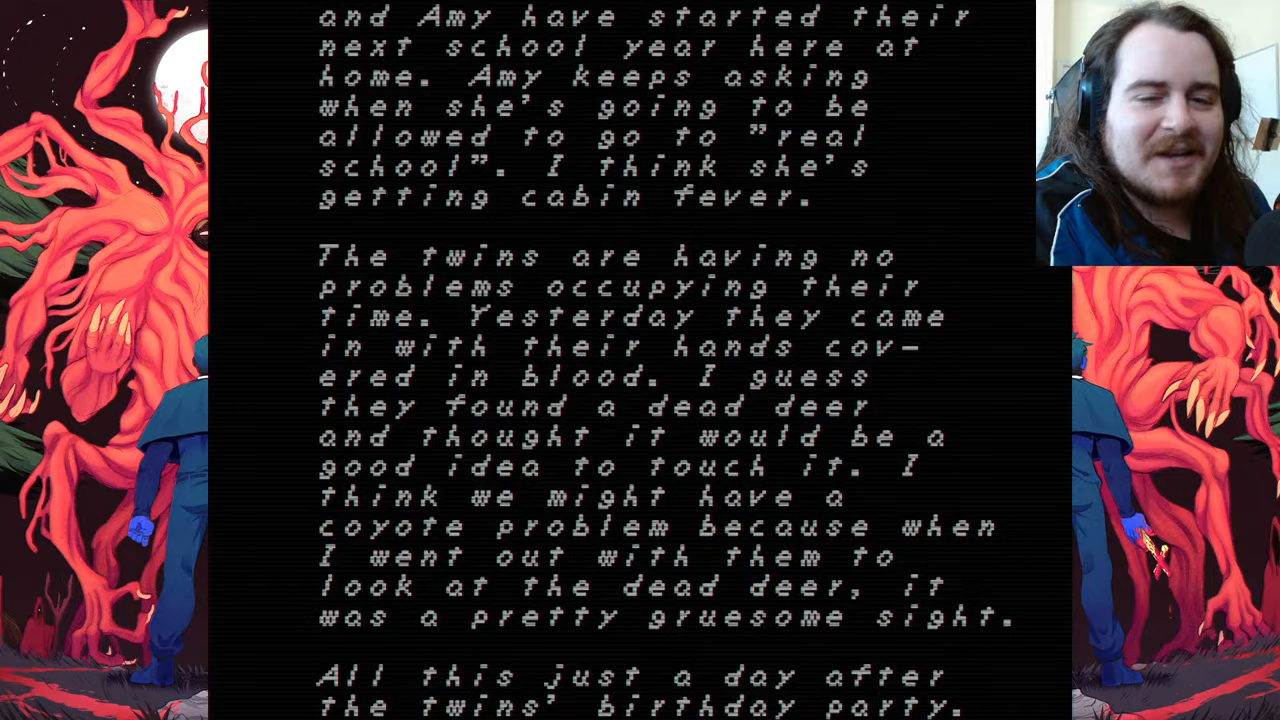 and Amy have started their
next school year here at
home. Amy keeps asking
when she's going to be
allowed to go to "real
school". I think she's
getting cabin fever.
The twins are having no
problems occupying their
time. Yesterday they came
in with their hands cov-
ered in blood. I guess
they found a dead deer
and thought it would be a
good idea to touch it. I
think we might have a
coyote problem because when
I went out with them to
look at the dead deer, it
was a pretty gruesome sight.
All this just a day after
the twins' birthday party.